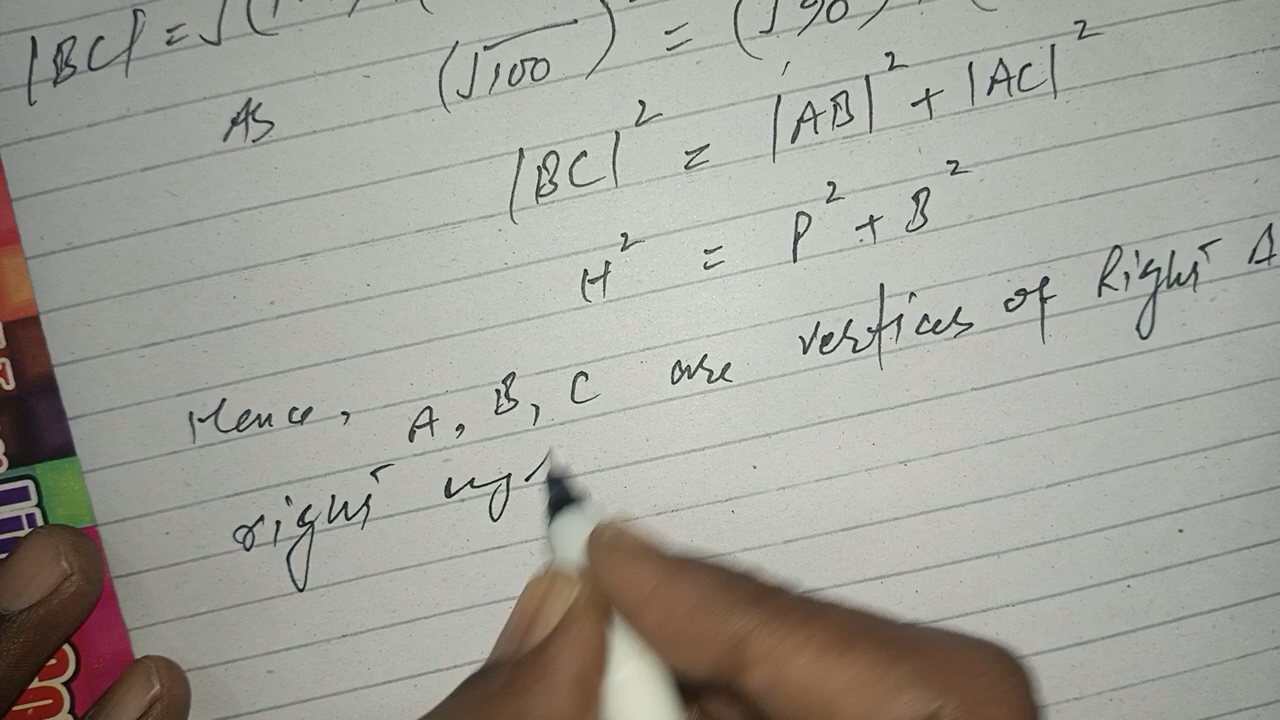 |BC| = √(
As (√100)² = (√90)
|BC|² = |AB|² + |AC|²
H² = P² + B²
Hence, A, B, C are vertices of Right Δ
right